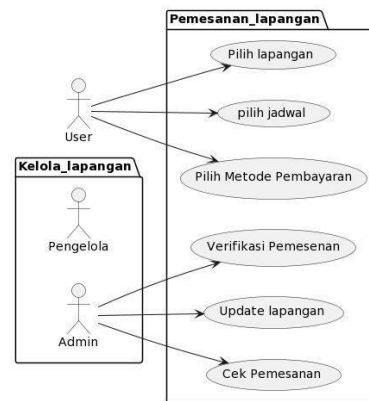 Pemesanan_lapangan
Pilih lapangan
pilih jadwal
User
Pilih Metode Pembayaran
Kelola_lapangan
Pengelola
Verifikasi Pemesenan
Update lapangan
Admin
Cek Pemesanan